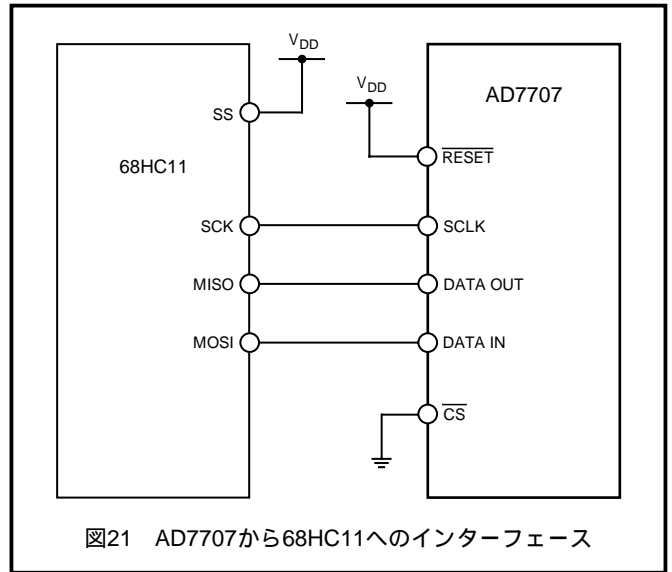 68HC11
SS
VDD
SCK
MISO
MOSI
VDD
AD7707
RESET
SCLK
DATA OUT
DATA IN
CS
図21 AD7707から68HC11へのインターフェース